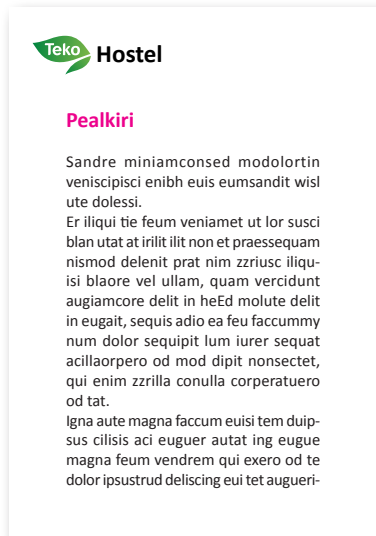 Teko Hostel
Pealkiri
Sandre miniamconsed modolortin
veniscipisci enibh euis eumsandit wisl
ute dolessi.
Er iliqui tie feum veniamet ut lor susci
blan utat at irilit ilit non et praessequam
nismod delenit prat nim zzriusc iliqu-
isi blaore vel ullam, quam vercidunt
augiamcore delit in heEd molute delit
in eugait, sequis adio ea feu faccummy
num dolor sequipit lum iurer sequat
acillaorpero od mod dipit nonsectet,
qui enim zzrilla conulla corperatuero
od tat.
Igna aute magna faccum euisi tem duip-
sus cilisis aci euguer autat ing eugue
magna feum vendrem qui exero od te
dolor ipsustrud deliscing eui tet augueri-